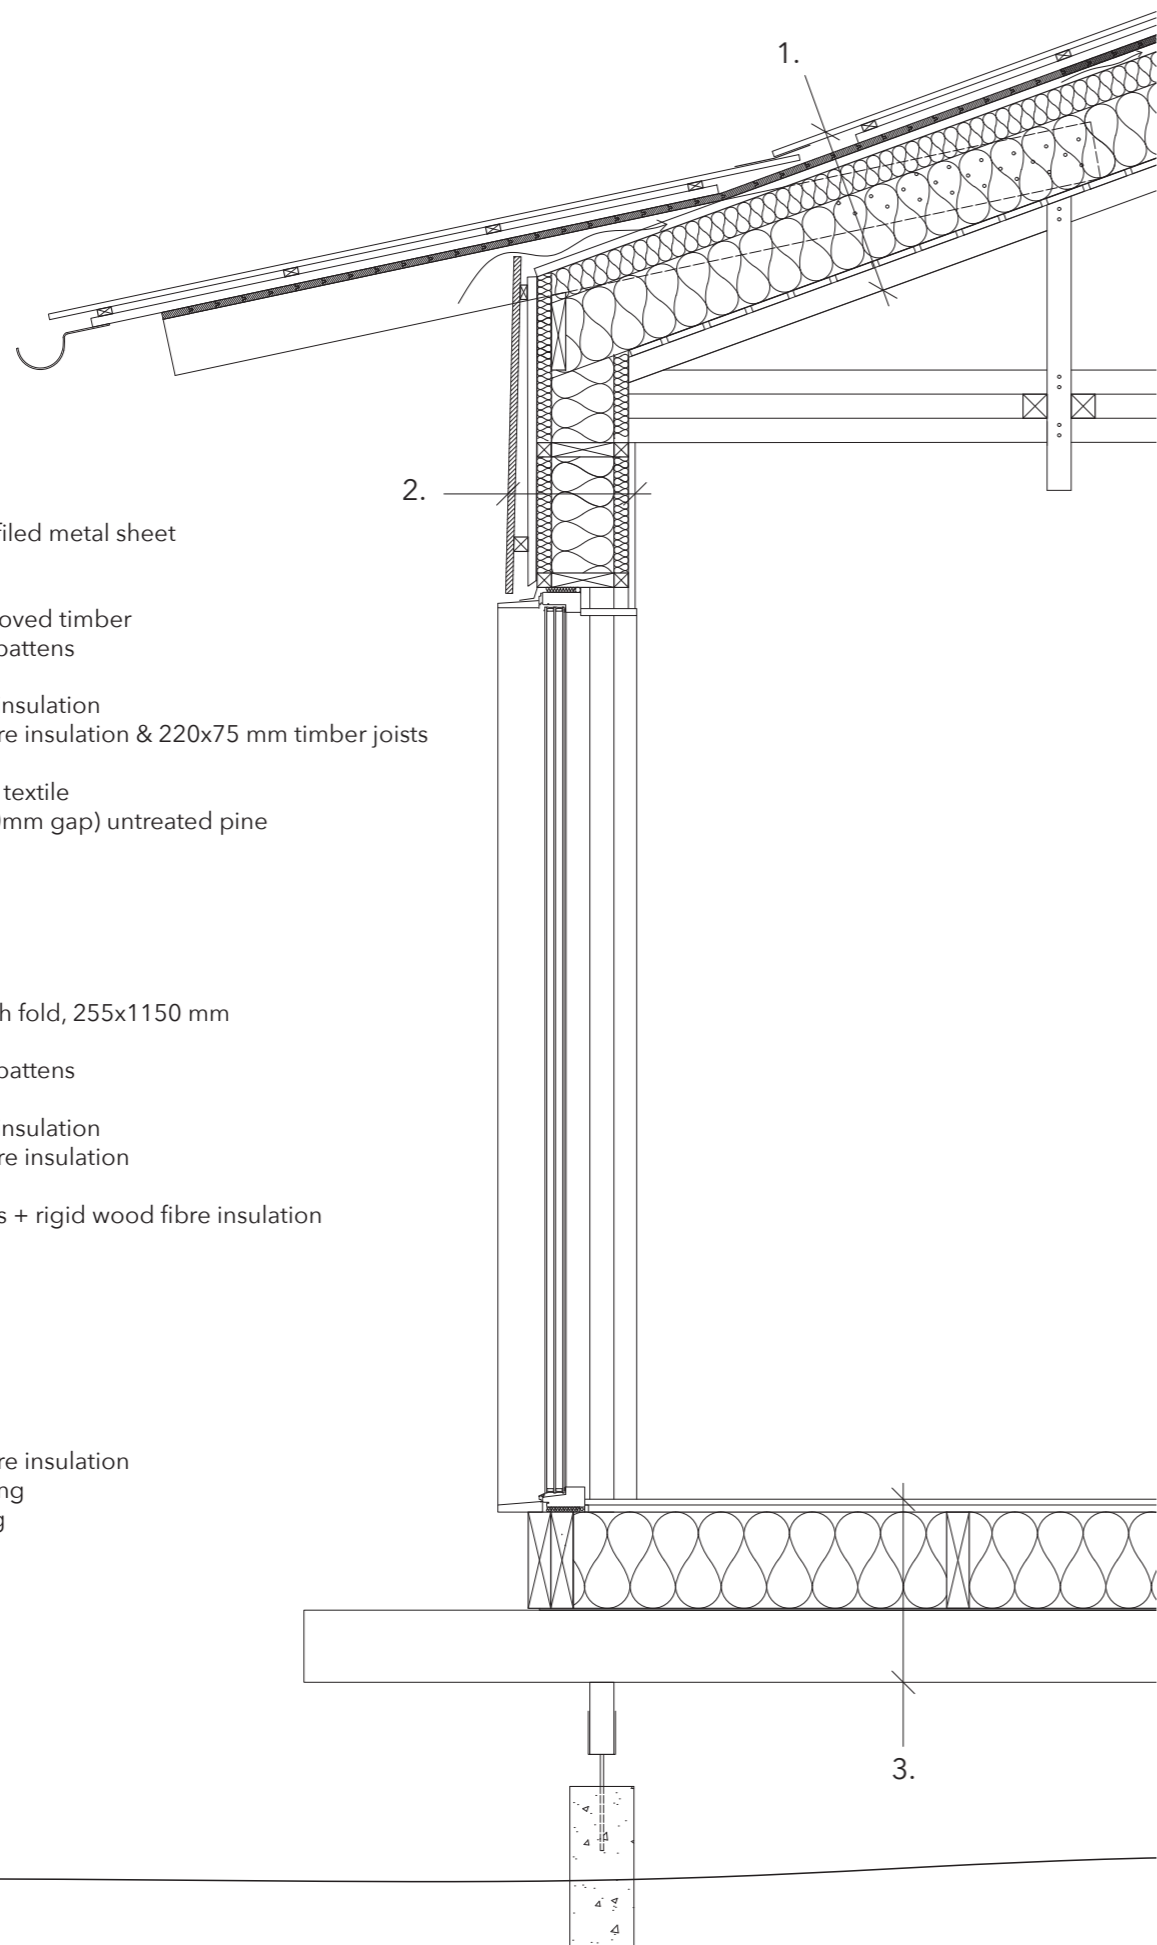 1.
2.
filed metal sheet
oved timber
battens
insulation
re insulation & 220x75 mm timber joists
textile
0mm gap) untreated pine
h fold, 255x1150 mm
battens
insulation
re insulation
s + rigid wood fibre insulation
re insulation
ng
g
3.